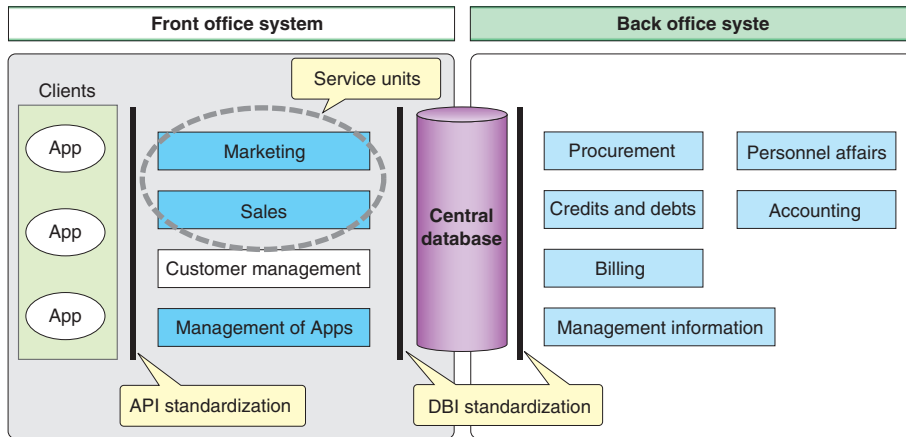 Front office system
Back office syste
Service units
Clients
App
App
App
Marketing
Sales
Customer management
Management of Apps
Central
database
Procurement
Personnel affairs
Credits and debts
Accounting
Billing
Management information
API standardization
DBI standardization